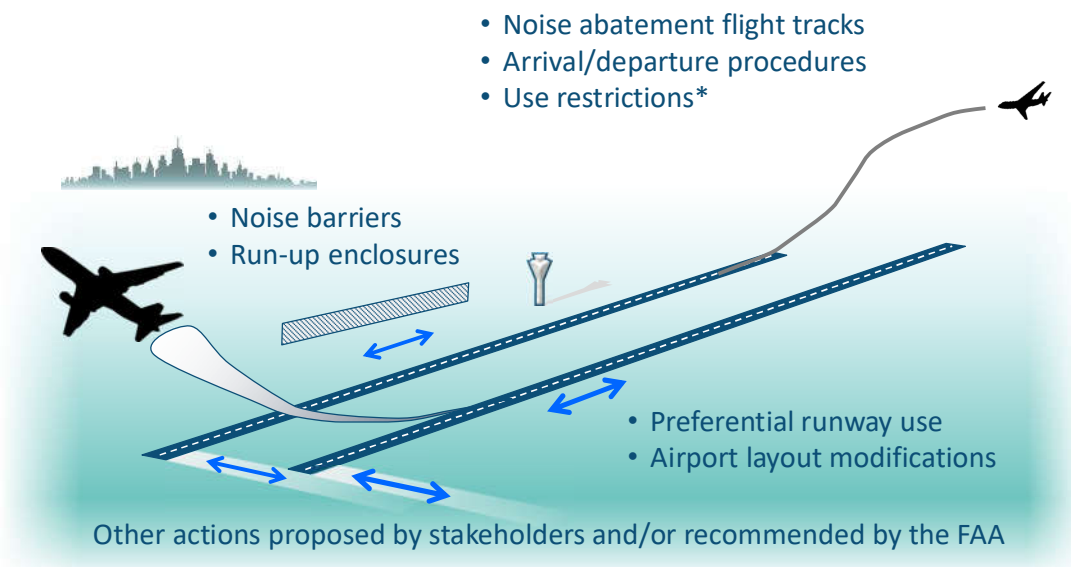 • Noise abatement flight tracks
• Arrival/departure procedures
• Use restrictions*
• Noise barriers
• Run-up enclosures
• Preferential runway use
• Airport layout modifications
Other actions proposed by stakeholders and/or recommended by the FAA